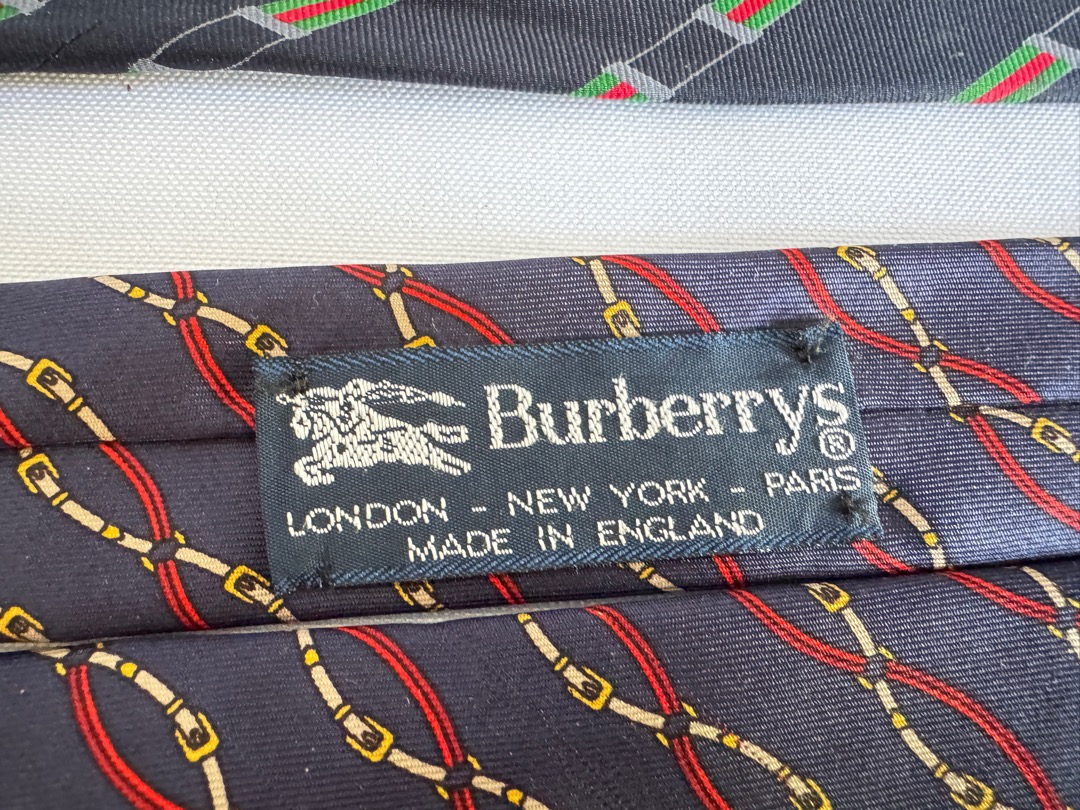 Burberrys®
LONDON - NEW YORK - PARIS
MADE IN ENGLAND